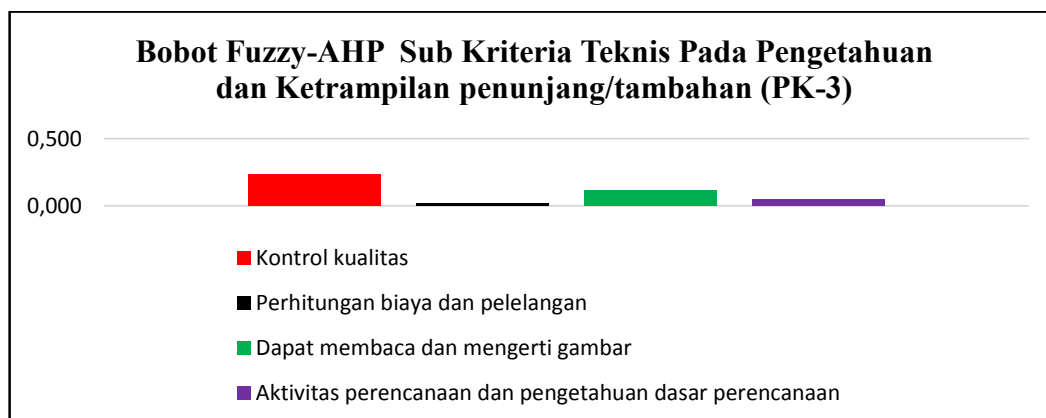 Bobot Fuzzy-AHP Sub Kriteria Teknis Pada Pengetahuan
dan Ketrampilan penunjang/tambahan (PK-3)
0,500
0,000
Kontrol kualitas
Perhitungan biaya dan pelelangan
Dapat membaca dan mengerti gambar
Aktivitas perencanaan dan pengetahuan dasar perencanaan